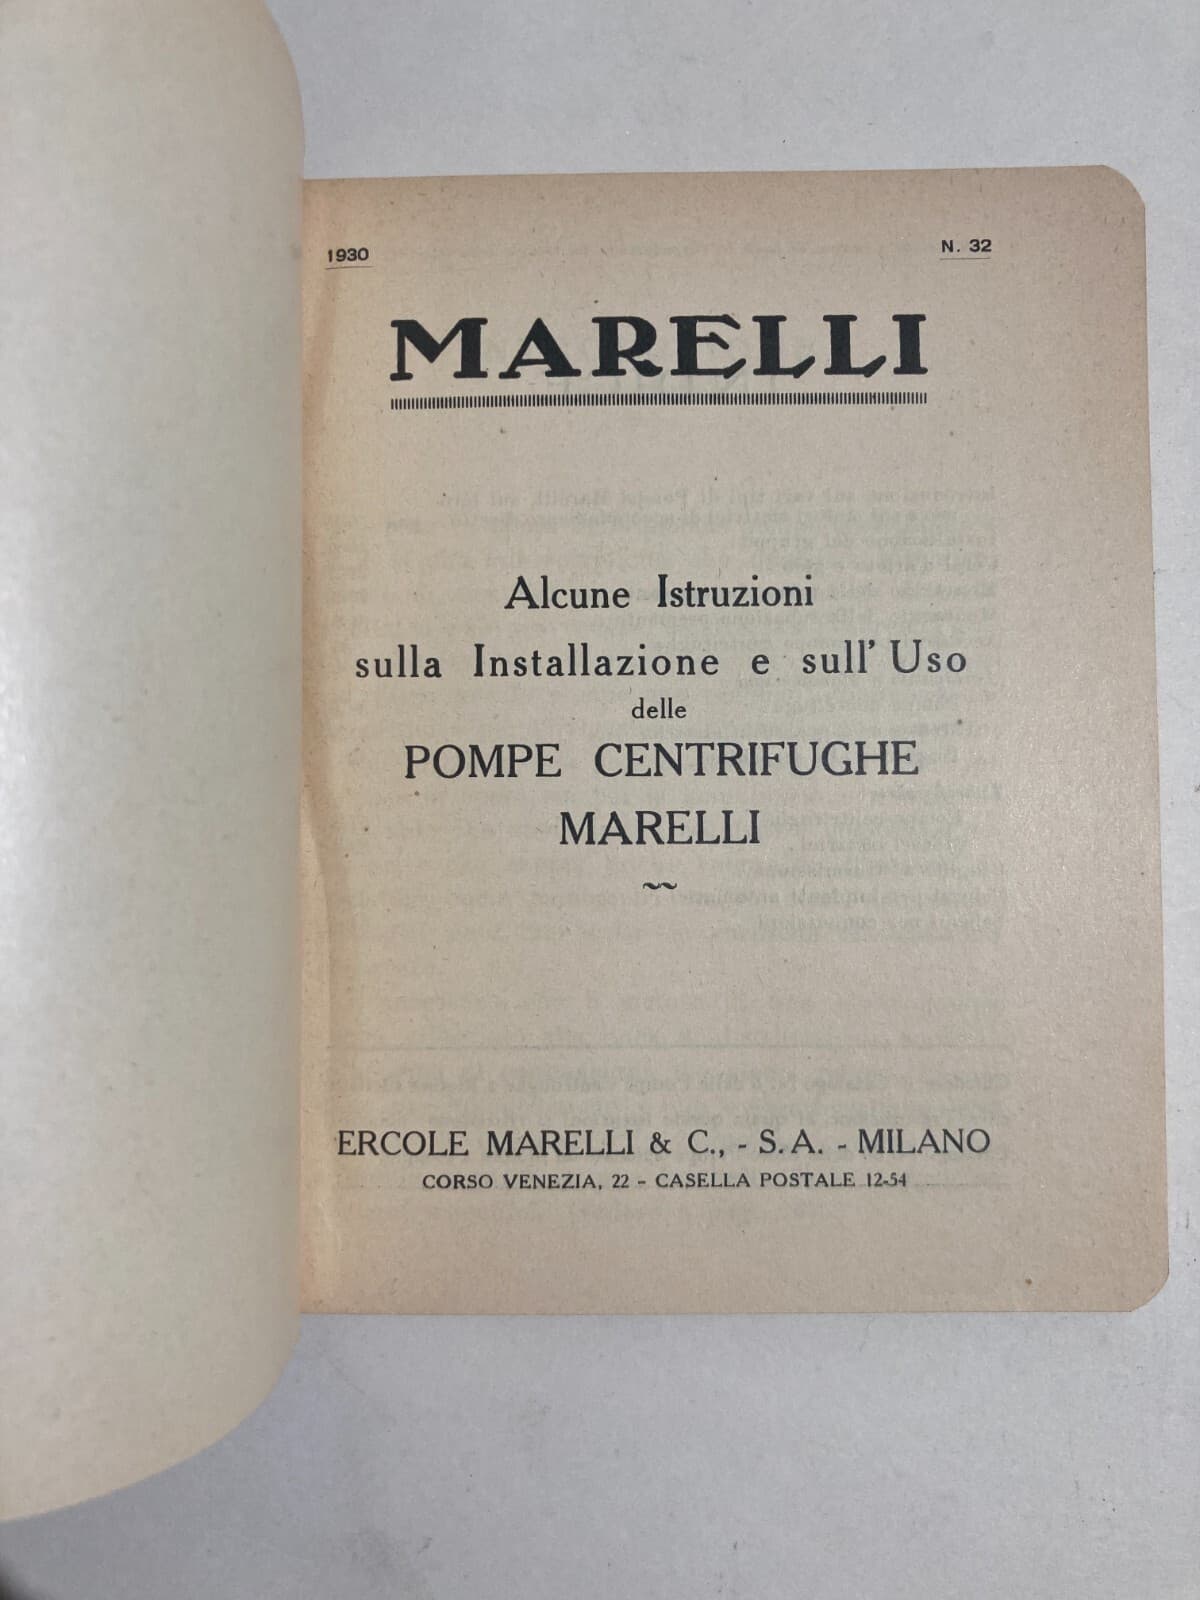 1930
N. 32
MARELLI
Alcune Istruzioni
sulla Installazione e sull' Uso
delle
POMPE CENTRIFUGHE
MARELLI
ERCOLE MARELLI & C., - S. A. - MILANO
CORSO VENEZIA, 22 - CASELLA POSTALE 12-54